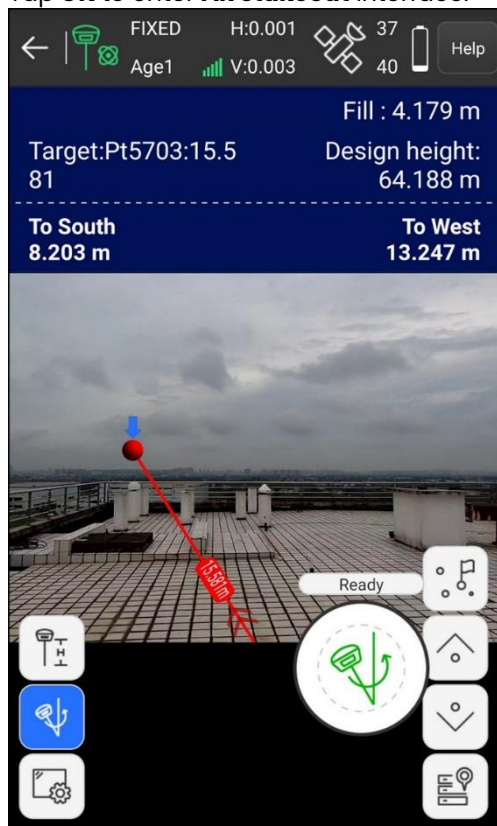 Tap OK to enter AR stakeout interface.
FIXED H:0.001 37
Age1 V:0.003 40 Help
Fill : 4.179 m
Target:Pt5703:15.5 Design height:
81 64.188 m
To South To West
8.203 m 13.247 m
15.581m
Ready
H